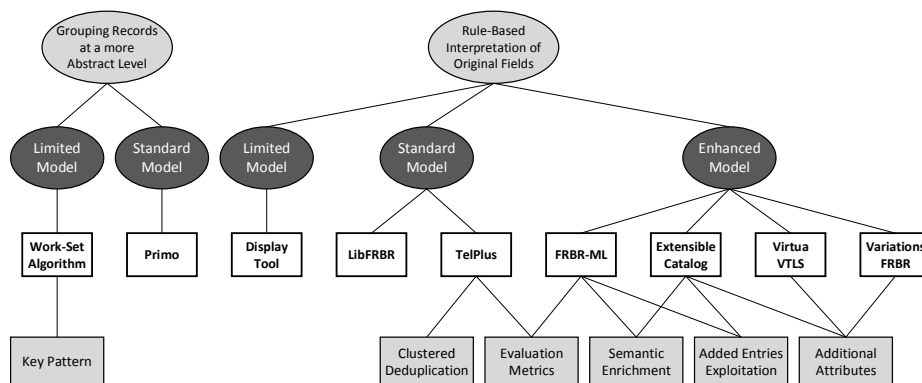 Grouping Records
at a more
Abstract Level
Rule-Based
Interpretation of
Original Fields
Limited
Model
Standard
Model
Limited
Model
Standard
Model
Enhanced
Model
Work-Set
Algorithm
Primo
Display
Tool
LibFRBR
TelPlus
FRBR-ML
Extensible
Catalog
Virtua
VTLS
Variations
FRBR
Key Pattern
Clustered
Deduplication
Evaluation
Metrics
Semantic
Enrichment
Added Entries
Exploitation
Additional
Attributes